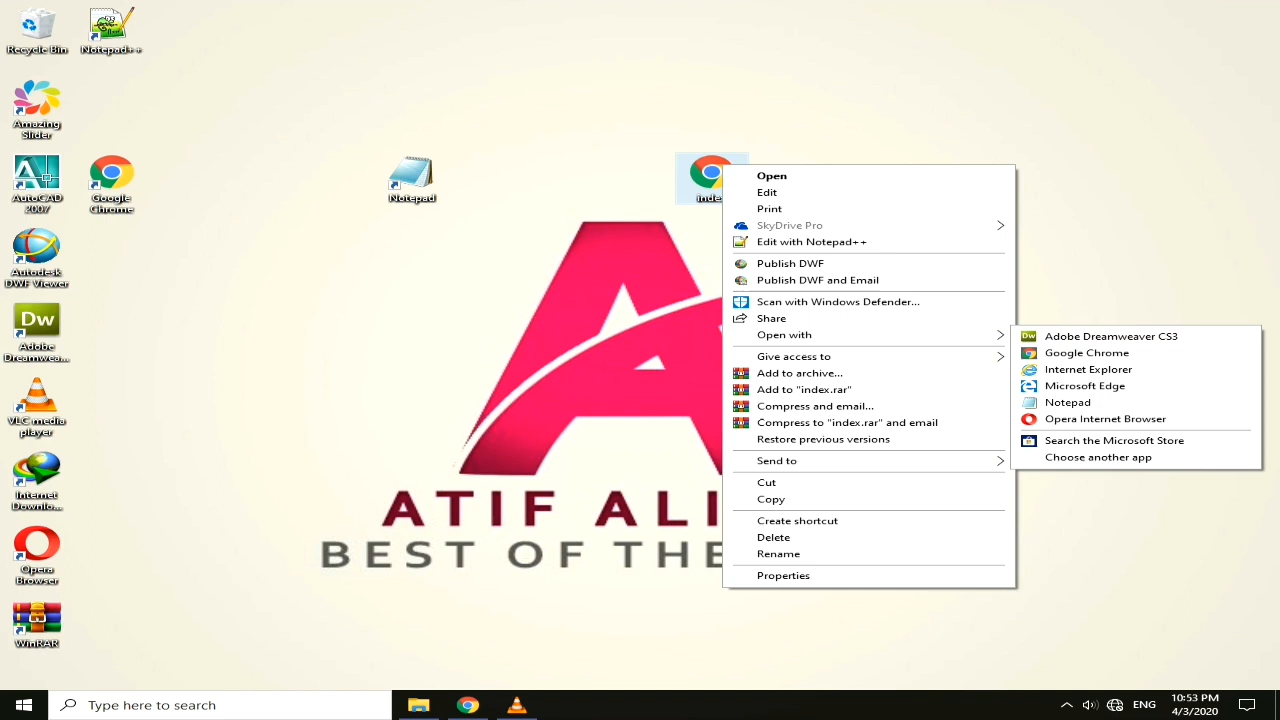 Recycle Bin
Notepad++
Amazing
Slider
AutoCAD
2007
Google
Chrome
Autodesk
DWF Viewer
Dw
Adobe
Dreamwea...
VLC media
player
Internet
Downlo...
Opera
Browser
WinRAR
Notepad
inde
ATIF ALI
BEST OF THE
Open
Edit
Print
SkyDrive Pro
Edit with Notepad++
Publish DWF
Publish DWF and Email
Scan with Windows Defender...
Share
Open with
Give access to
Add to archive...
Add to "index.rar"
Compress and email...
Compress to "index.rar" and email
Restore previous versions
Send to
Cut
Copy
Create shortcut
Delete
Rename
Properties
Adobe Dreamweaver CS3
Google Chrome
Internet Explorer
Microsoft Edge
Notepad
Opera Internet Browser
Search the Microsoft Store
Choose another app
Type here to search
ENG
10:53 PM
4/3/2020